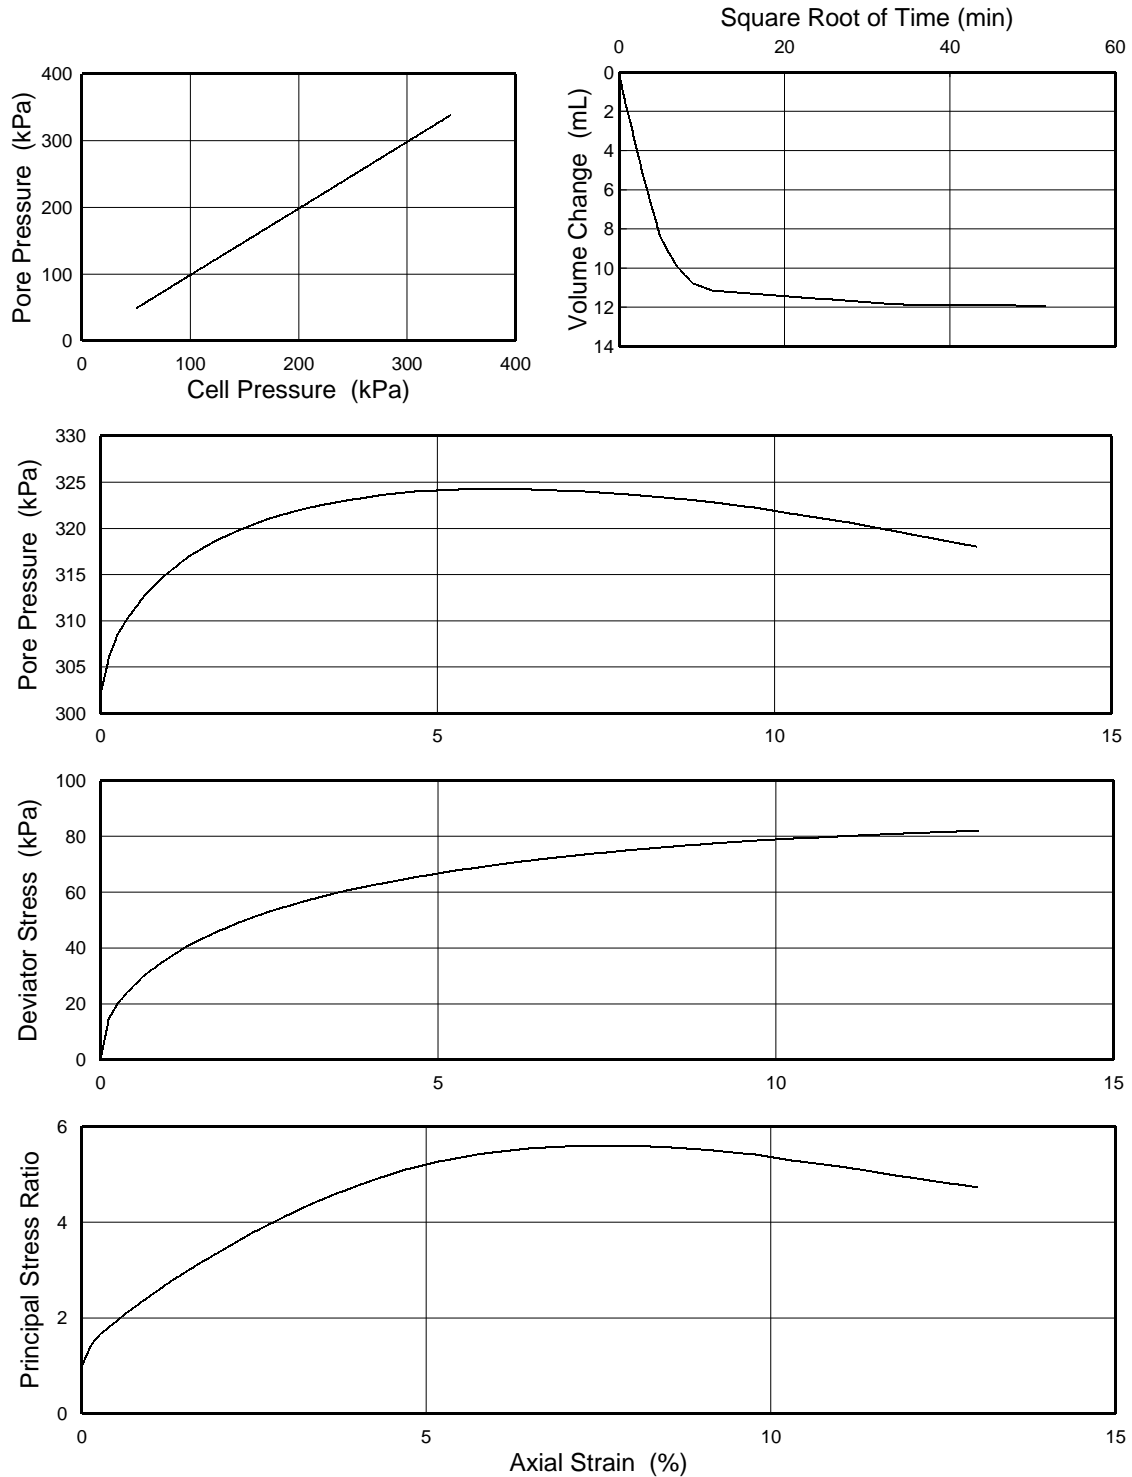 Square Root of Time (min)
0 20 40 60
400
300
200
100
0
Pore Pressure (kPa)
0 100 200 300 400
Cell Pressure (kPa)
0
2
4
6
8
10
12
14
Volume Change (mL)
330
325
320
315
310
305
300
Pore Pressure (kPa)
0 5 10 15
100
80
60
40
20
0
Deviator Stress (kPa)
0 5 10 15
6
4
2
0
Principal Stress Ratio
0 5 10 15
Axial Strain (%)